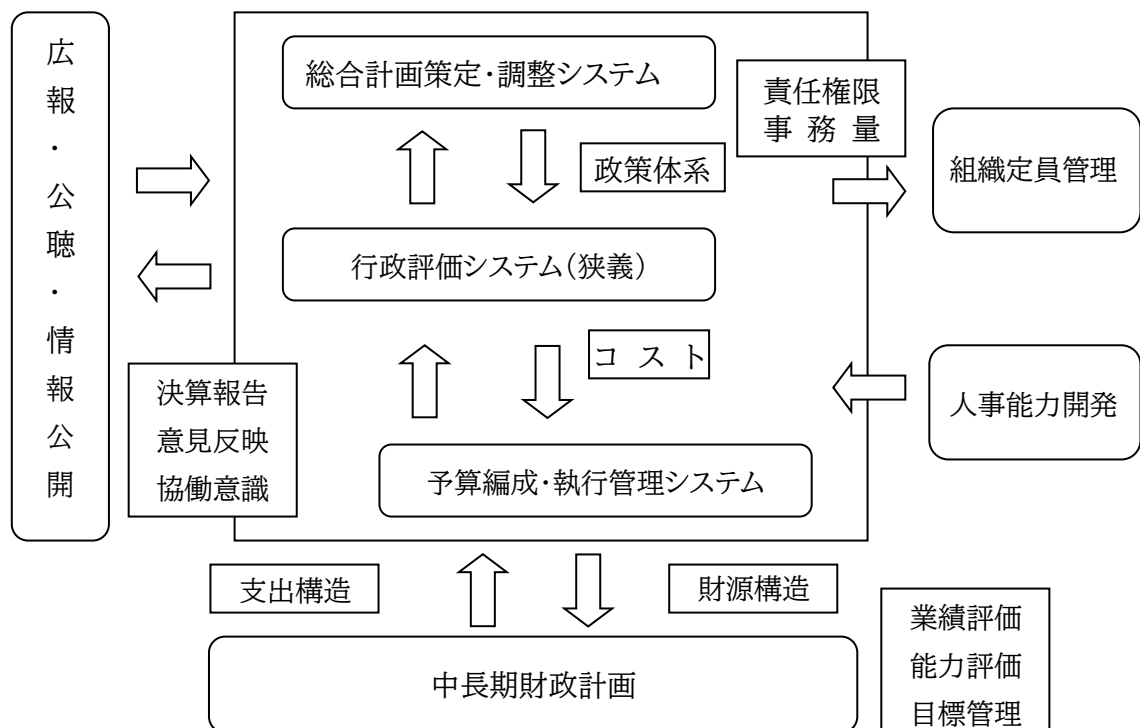 広報・公聴・情報公開
総合計画策定・調整システム
責任権限
事務量
政策体系
組織定員管理
行政評価システム(狭義)
コスト
決算報告
意見反映
協働意識
人事能力開発
予算編成・執行管理システム
支出構造
財源構造
中長期財政計画
業績評価
能力評価
目標管理